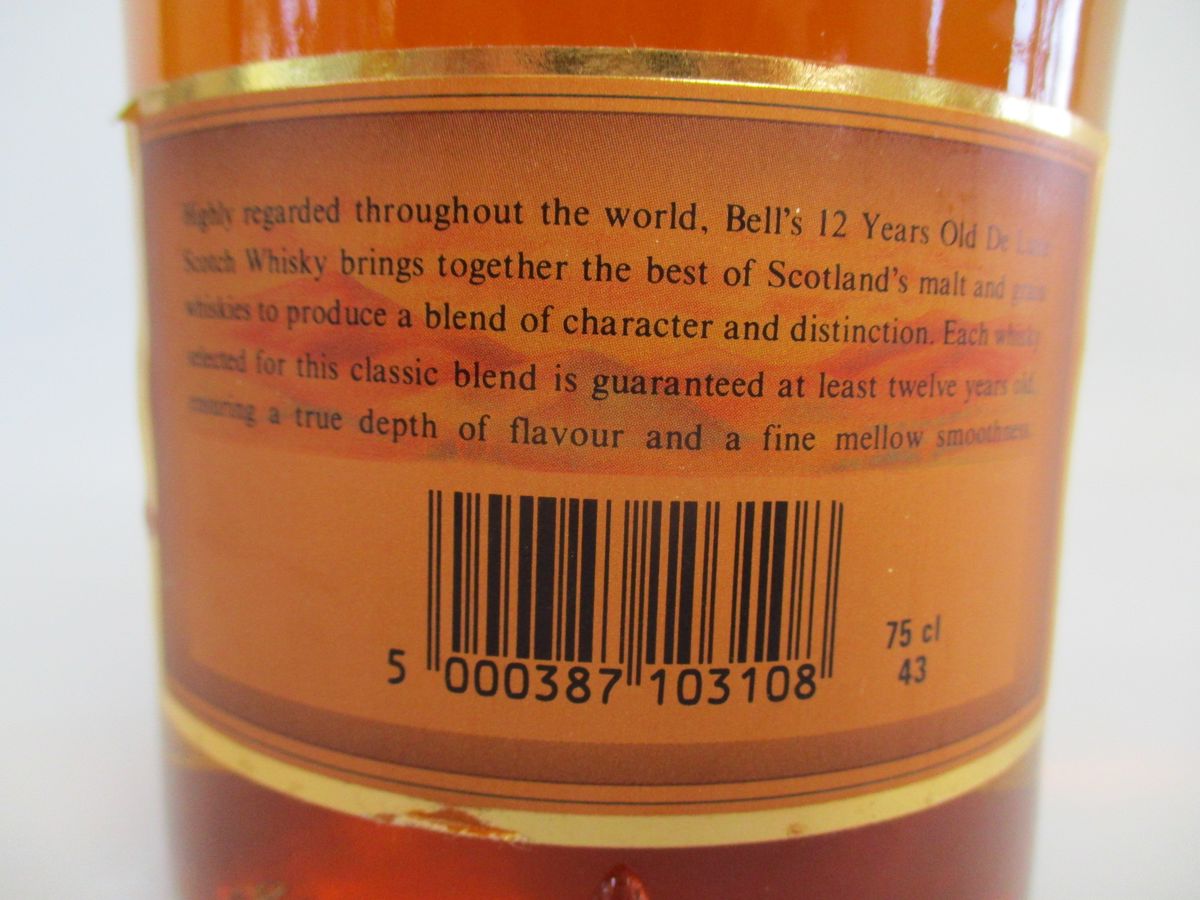 Highly regarded throughout the world, Bell's 12 Years Old De Luxe
Scotch Whisky brings together the best of Scotland's malt and grain
whiskies to produce a blend of character and distinction. Each whisky
selected for this classic blend is guaranteed at least twelve years old,
ensuring a true depth of flavour and a fine mellow smoothness.
75 cl
43
5 000387 103108